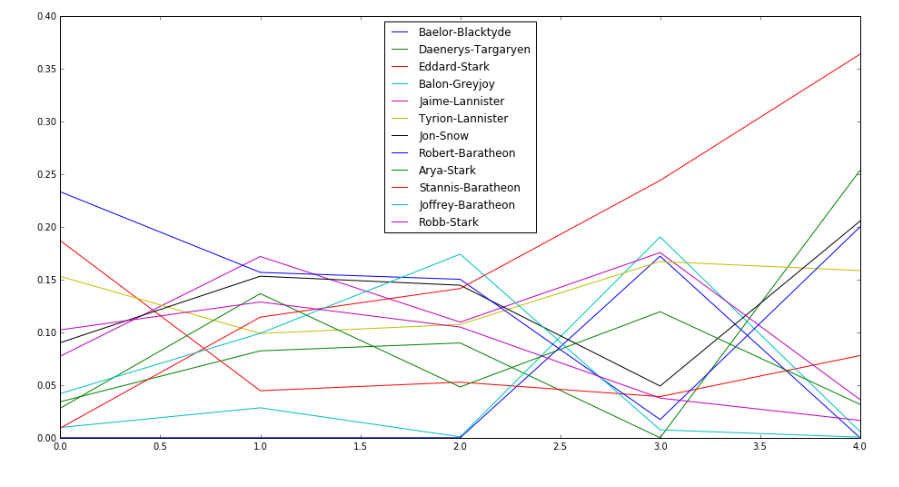 0.40
0.35
0.30
0.25
0.20
0.15
0.10
0.05
0.00
Baelor-Blacktyde
Daenerys-Targaryen
Eddard-Stark
Balon-Greyjoy
Jaime-Lannister
Tyrion-Lannister
Jon-Snow
Robert-Baratheon
Arya-Stark
Stannis-Baratheon
Joffrey-Baratheon
Robb-Stark
0.0 0.5 1.0 1.5 2.0 2.5 3.0 3.5 4.0